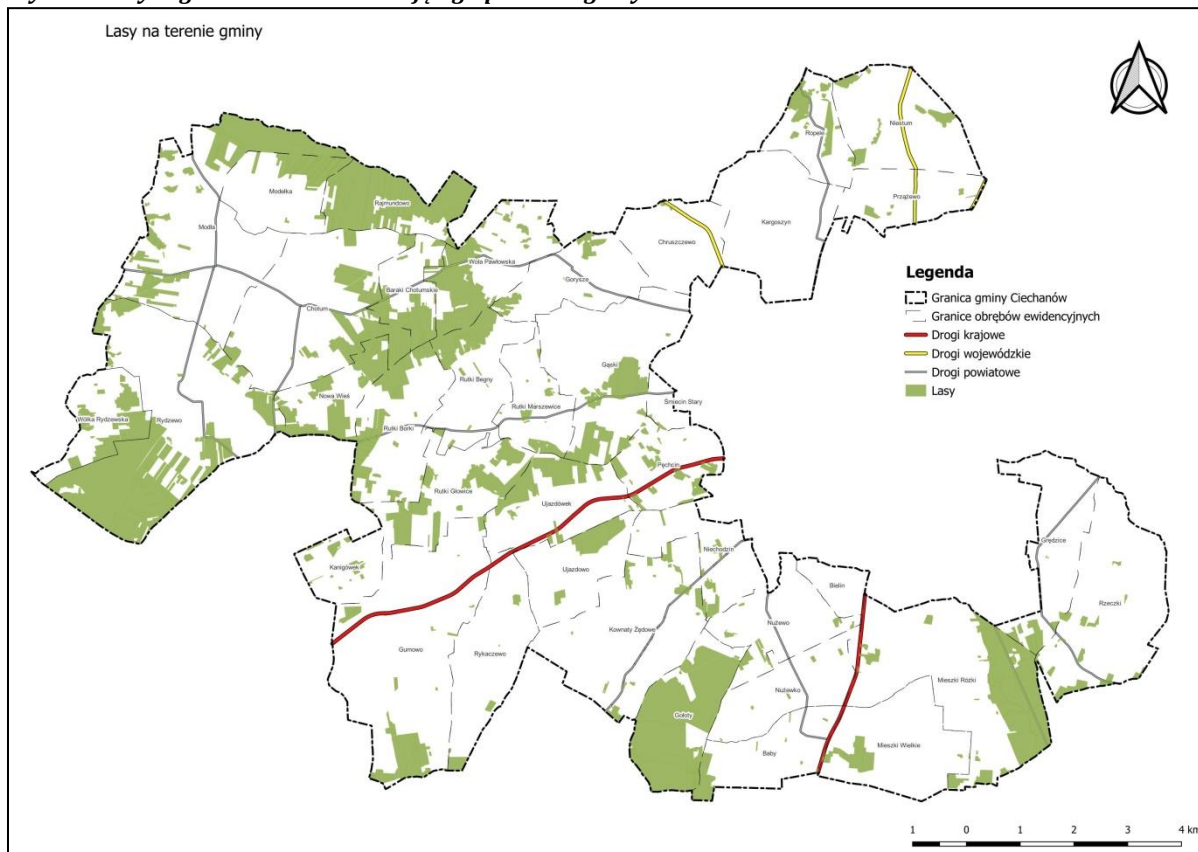 Lasy na terenie gminy
Niestum
Ropele
Modełka
Rajmundowo
Przążewo
Kargoszyn
Modła
Chruszczewo
Wola Pawłowska
Gorysze
Baraki Chotumskie
Chotum
Gąski
Rutki Begny
Nowa Wieś
Rutki Marszewice
Śmiecin Stary
Wólka Rydzewska
Rydzewo
Rutki Borki
Pęchcin
Rutki Głowice
Ujazdówek
Niechodzin
Kanigówek
Ujazdowo
Bielin
Kownaty Żędowe
Nużewo
Gumowo
Rykaczewo
Nużewko
Gołoty
Baby
Mieszki Różki
Mieszki Wielkie
Grędzice
Rzeczki
Legenda
Granica gminy Ciechanów
Granice obrębów ewidencyjnych
Drogi krajowe
Drogi wojewódzkie
Drogi powiatowe
Lasy
1 0 1 2 3 4 km